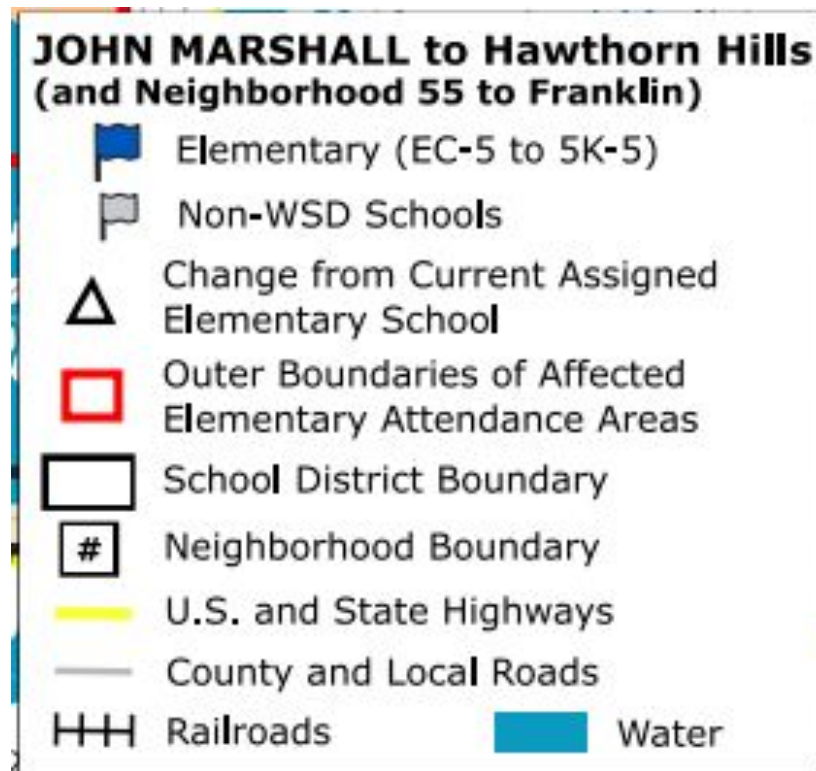 JOHN MARSHALL to Hawthorn Hills
(and Neighborhood 55 to Franklin)
Elementary (EC-5 to 5K-5)
Non-WSD Schools
Change from Current Assigned
Elementary School
Outer Boundaries of Affected
Elementary Attendance Areas
School District Boundary
# Neighborhood Boundary
U.S. and State Highways
County and Local Roads
Railroads Water